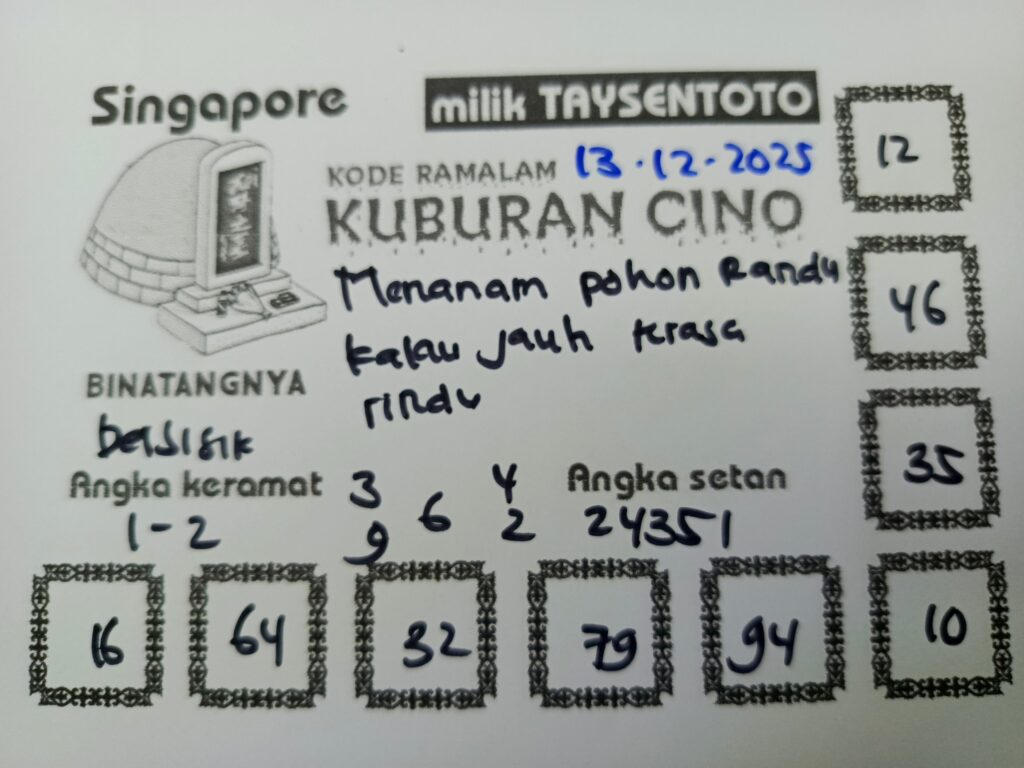 Singapore
milik TAYSENTOTO
KODE RAMALAM 13.12.2025
KUBURAN CINO
Menanam pohon Randu
kalau jauh terasa
rindu
BINATANGNYA
bersisik
Angka keramat
1-2
3 4
6
9 2
Angka setan
24351
12
46
35
16 64 32 79 94 10